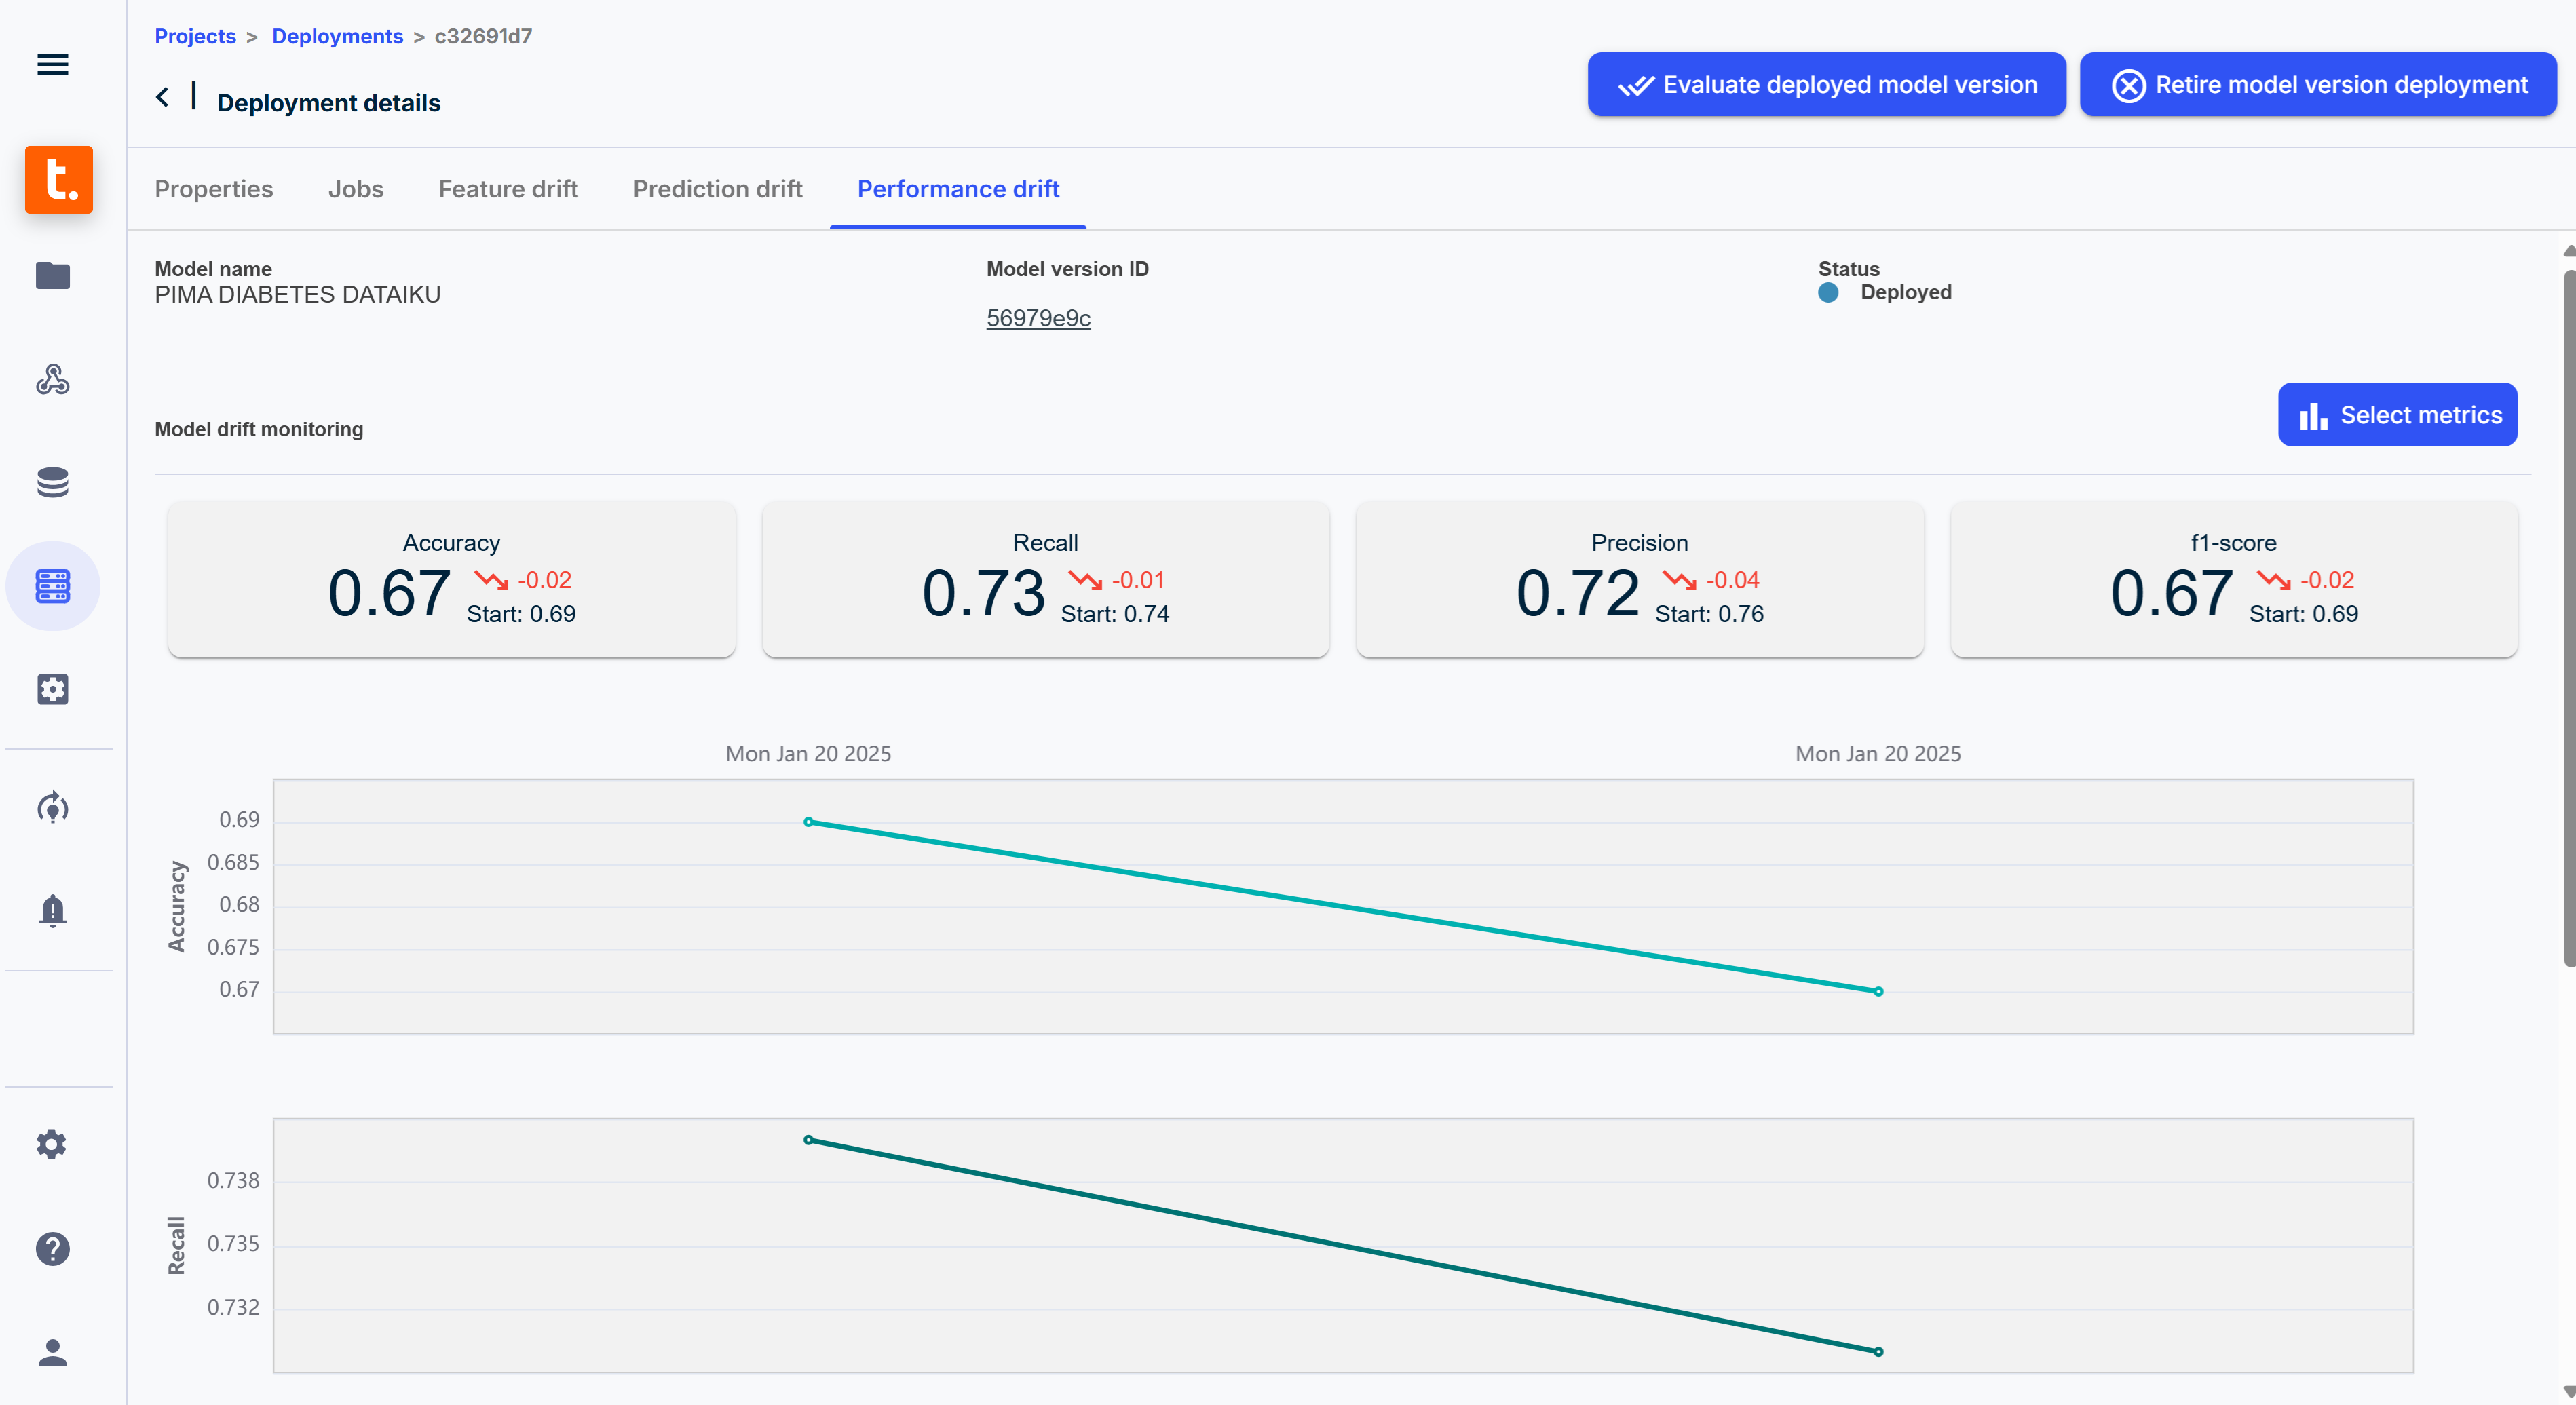 Projects > Deployments > c32691d7
Deployment details
Evaluate deployed model version
Retire model version deployment
t.
Properties Jobs Feature drift Prediction drift Performance drift
Model name
PIMA DIABETES DATAIKU
Model version ID
56979e9c
Status
Deployed
Model drift monitoring
Select metrics
Accuracy
0.67 -0.02
Start: 0.69
Recall
0.73 -0.01
Start: 0.74
Precision
0.72 -0.04
Start: 0.76
f1-score
0.67 -0.02
Start: 0.69
Mon Jan 20 2025
Mon Jan 20 2025
Accuracy
0.69
0.685
0.68
0.675
0.67
Recall
0.738
0.735
0.732